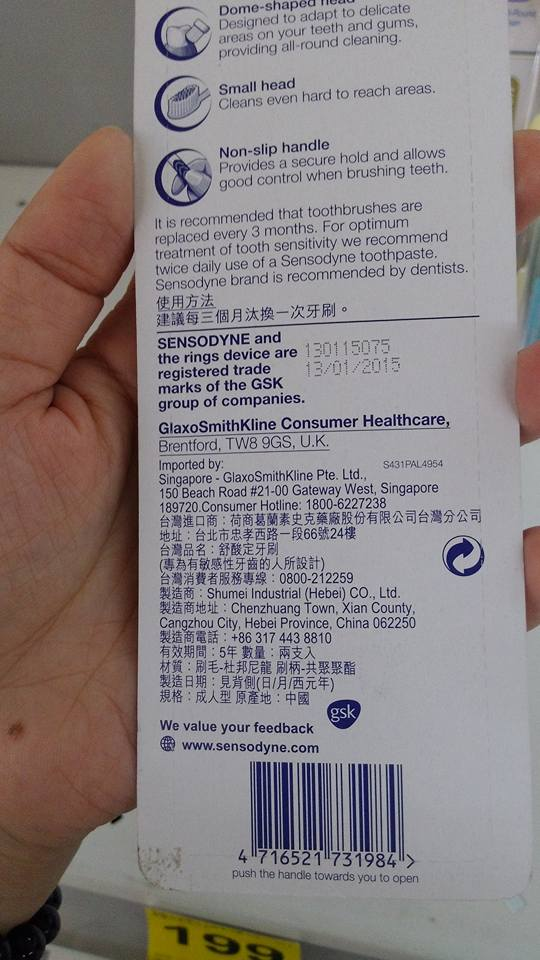 Dome-shaped head
Designed to adapt to delicate
areas on your teeth and gums,
providing all-round cleaning.
Small head
Cleans even hard to reach areas.
Non-slip handle
Provides a secure hold and allows
good control when brushing teeth.
It is recommended that toothbrushes are
replaced every 3 months. For optimum
treatment of tooth sensitivity we recommend
twice daily use of a Sensodyne toothpaste.
Sensodyne brand is recommended by dentists.
使用方法
建議每三個月汰換一次牙刷。
SENSODYNE and
the rings device are
registered trade
marks of the GSK
group of companies.
130115075
13/01/2015
GlaxoSmithKline Consumer Healthcare,
Brentford, TW8 9GS, U.K.
Imported by:
S431PAL4954
Singapore - GlaxoSmithKline Pte. Ltd.,
150 Beach Road #21-00 Gateway West, Singapore
189720.Consumer Hotline: 1800-6227238
台灣進口商：荷商葛蘭素史克藥廠股份有限公司台灣分公司
地址：台北市忠孝西路一段66號24樓
台灣品名：舒酸定牙刷
(專為有敏感性牙齒的人所設計)
台灣消費者服務專線：0800-212259
製造商：Shumei Industrial (Hebei) CO., Ltd.
製造商地址：Chenzhuang Town, Xian County,
Cangzhou City, Hebei Province, China 062250
製造商電話：+86 317 443 8810
有效期間：5年 數量：兩支入
材質：刷毛-杜邦尼龍 刷柄-共聚聚酯
製造日期：見背側(日/月/西元年)
規格：成人型 原產地：中國
gsk
We value your feedback
www.sensodyne.com
4 716521 731984 >
push the handle towards you to open
199